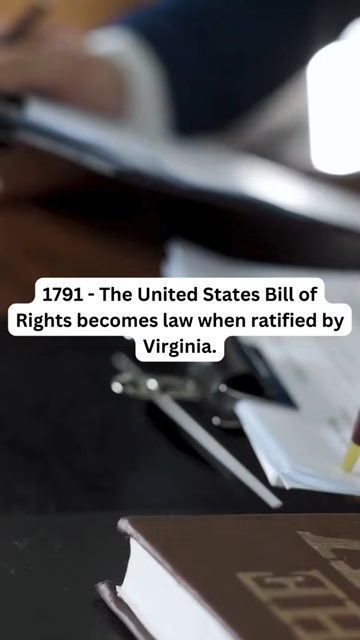 1791 - The United States Bill of
Rights becomes law when ratified by
Virginia.